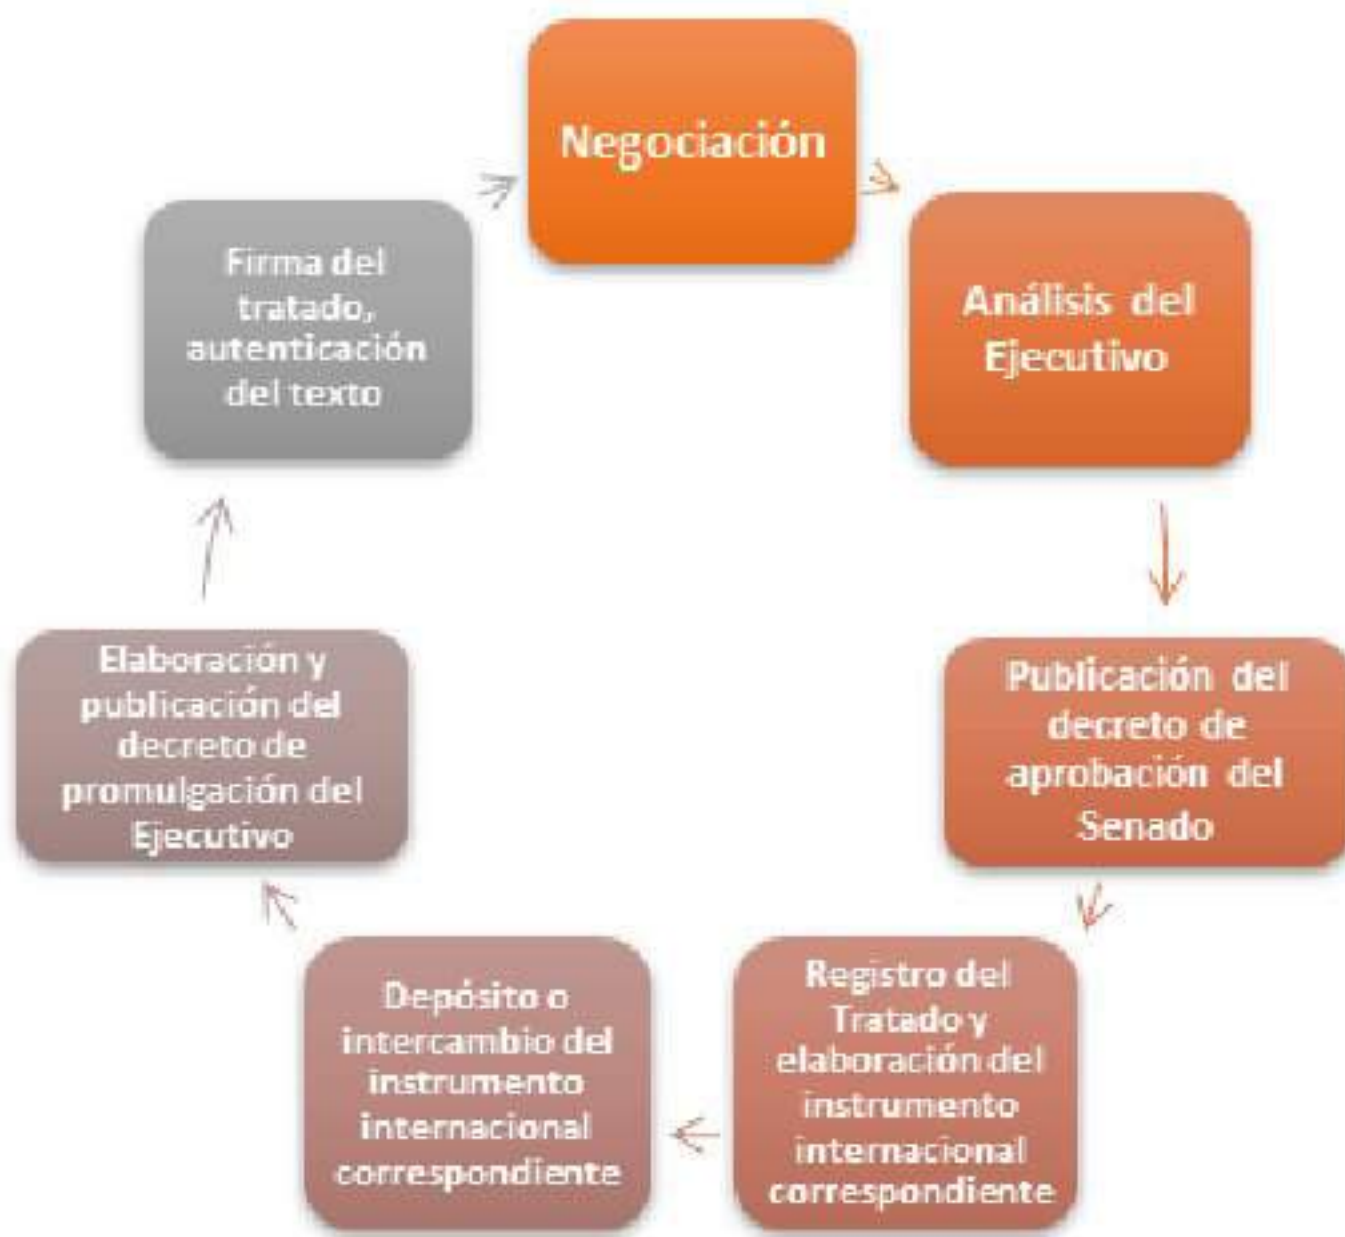 Negociación
Análisis del
Ejecutivo
Publicación del
decreto de
aprobación del
Senado
Registro del
Tratado y
elaboración del
instrumento
internacional
correspondiente
Depósito o
intercambio del
instrumento
internacional
correspondiente
Elaboración y
publicación del
decreto de
promulgación del
Ejecutivo
Firma del
tratado,
autenticación
del texto